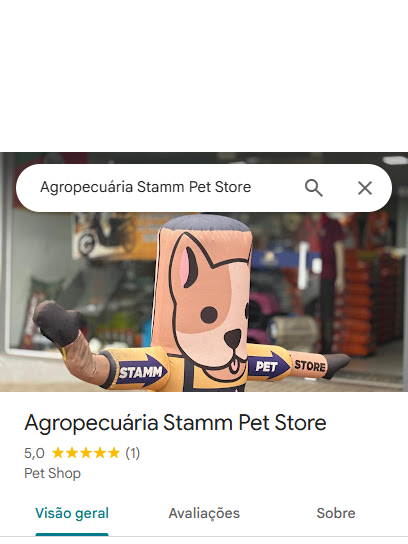 Agropecuária Stamm Pet Store
STAMM
PET
STORE
Agropecuária Stamm Pet Store
5,0 ★★★★★ (1)
Pet Shop
Visão geral Avaliações Sobre